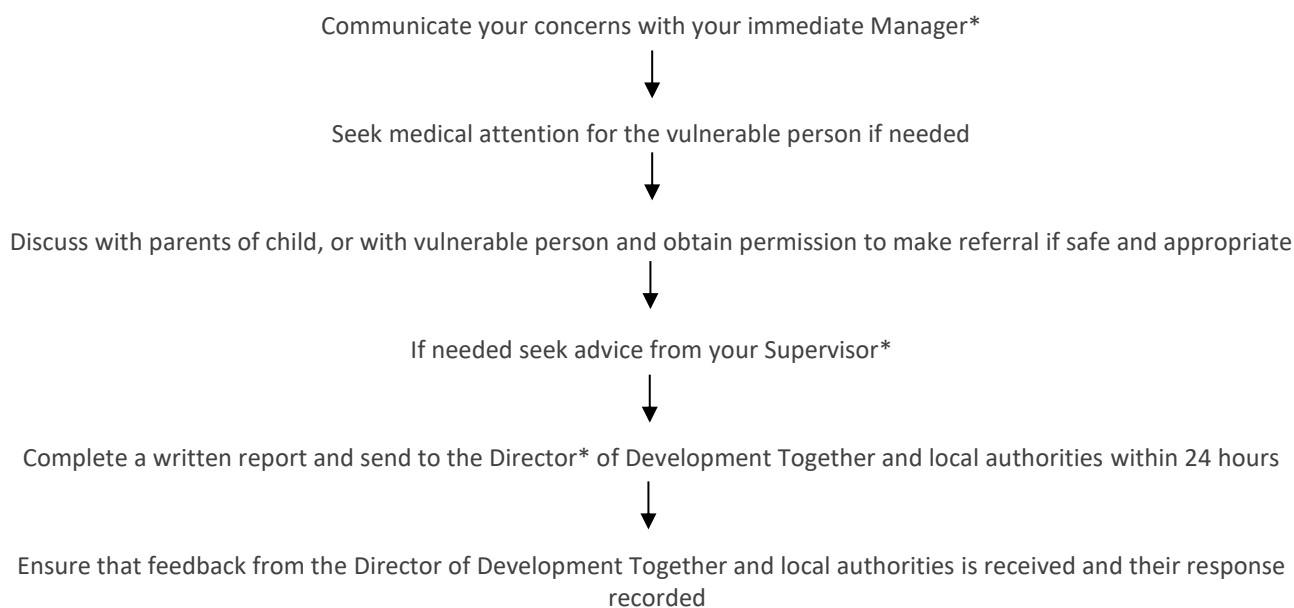 Communicate your concerns with your immediate Manager*
Seek medical attention for the vulnerable person if needed
Discuss with parents of child, or with vulnerable person and obtain permission to make referral if safe and appropriate
If needed seek advice from your Supervisor*
Complete a written report and send to the Director* of Development Together and local authorities within 24 hours
Ensure that feedback from the Director of Development Together and local authorities is received and their response
recorded